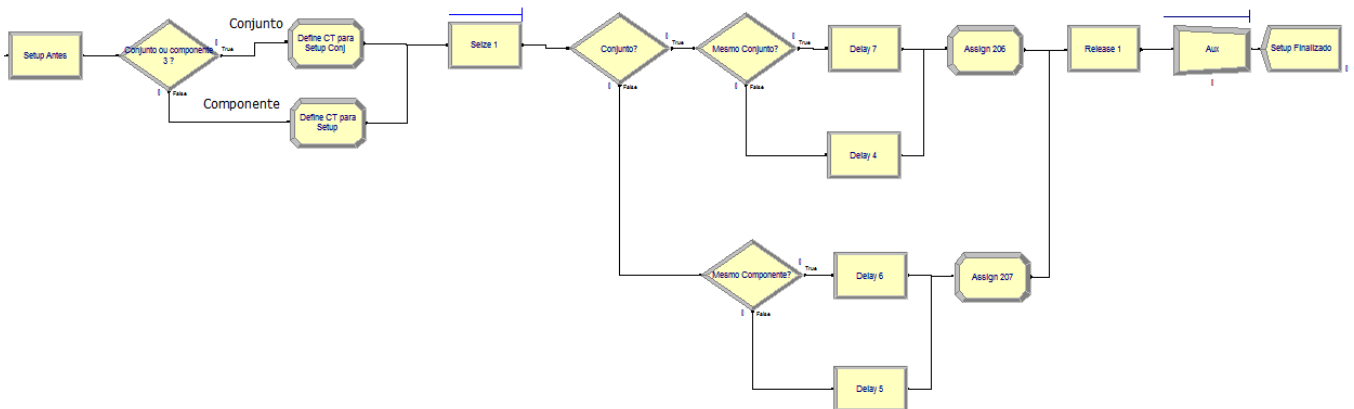 Conjunto
Setup Antes
Conjunto ou componente
3 ?
True
False
Define CT para
Setup Conj
Componente
Define CT para
Setup
Seize 1
Conjunto?
True
False
Mesmo Conjunto?
True
False
Delay 7
Delay 4
Assign 206
Release 1
Aux
Setup Finalizado
Mesmo Componente?
True
False
Delay 6
Delay 5
Assign 207